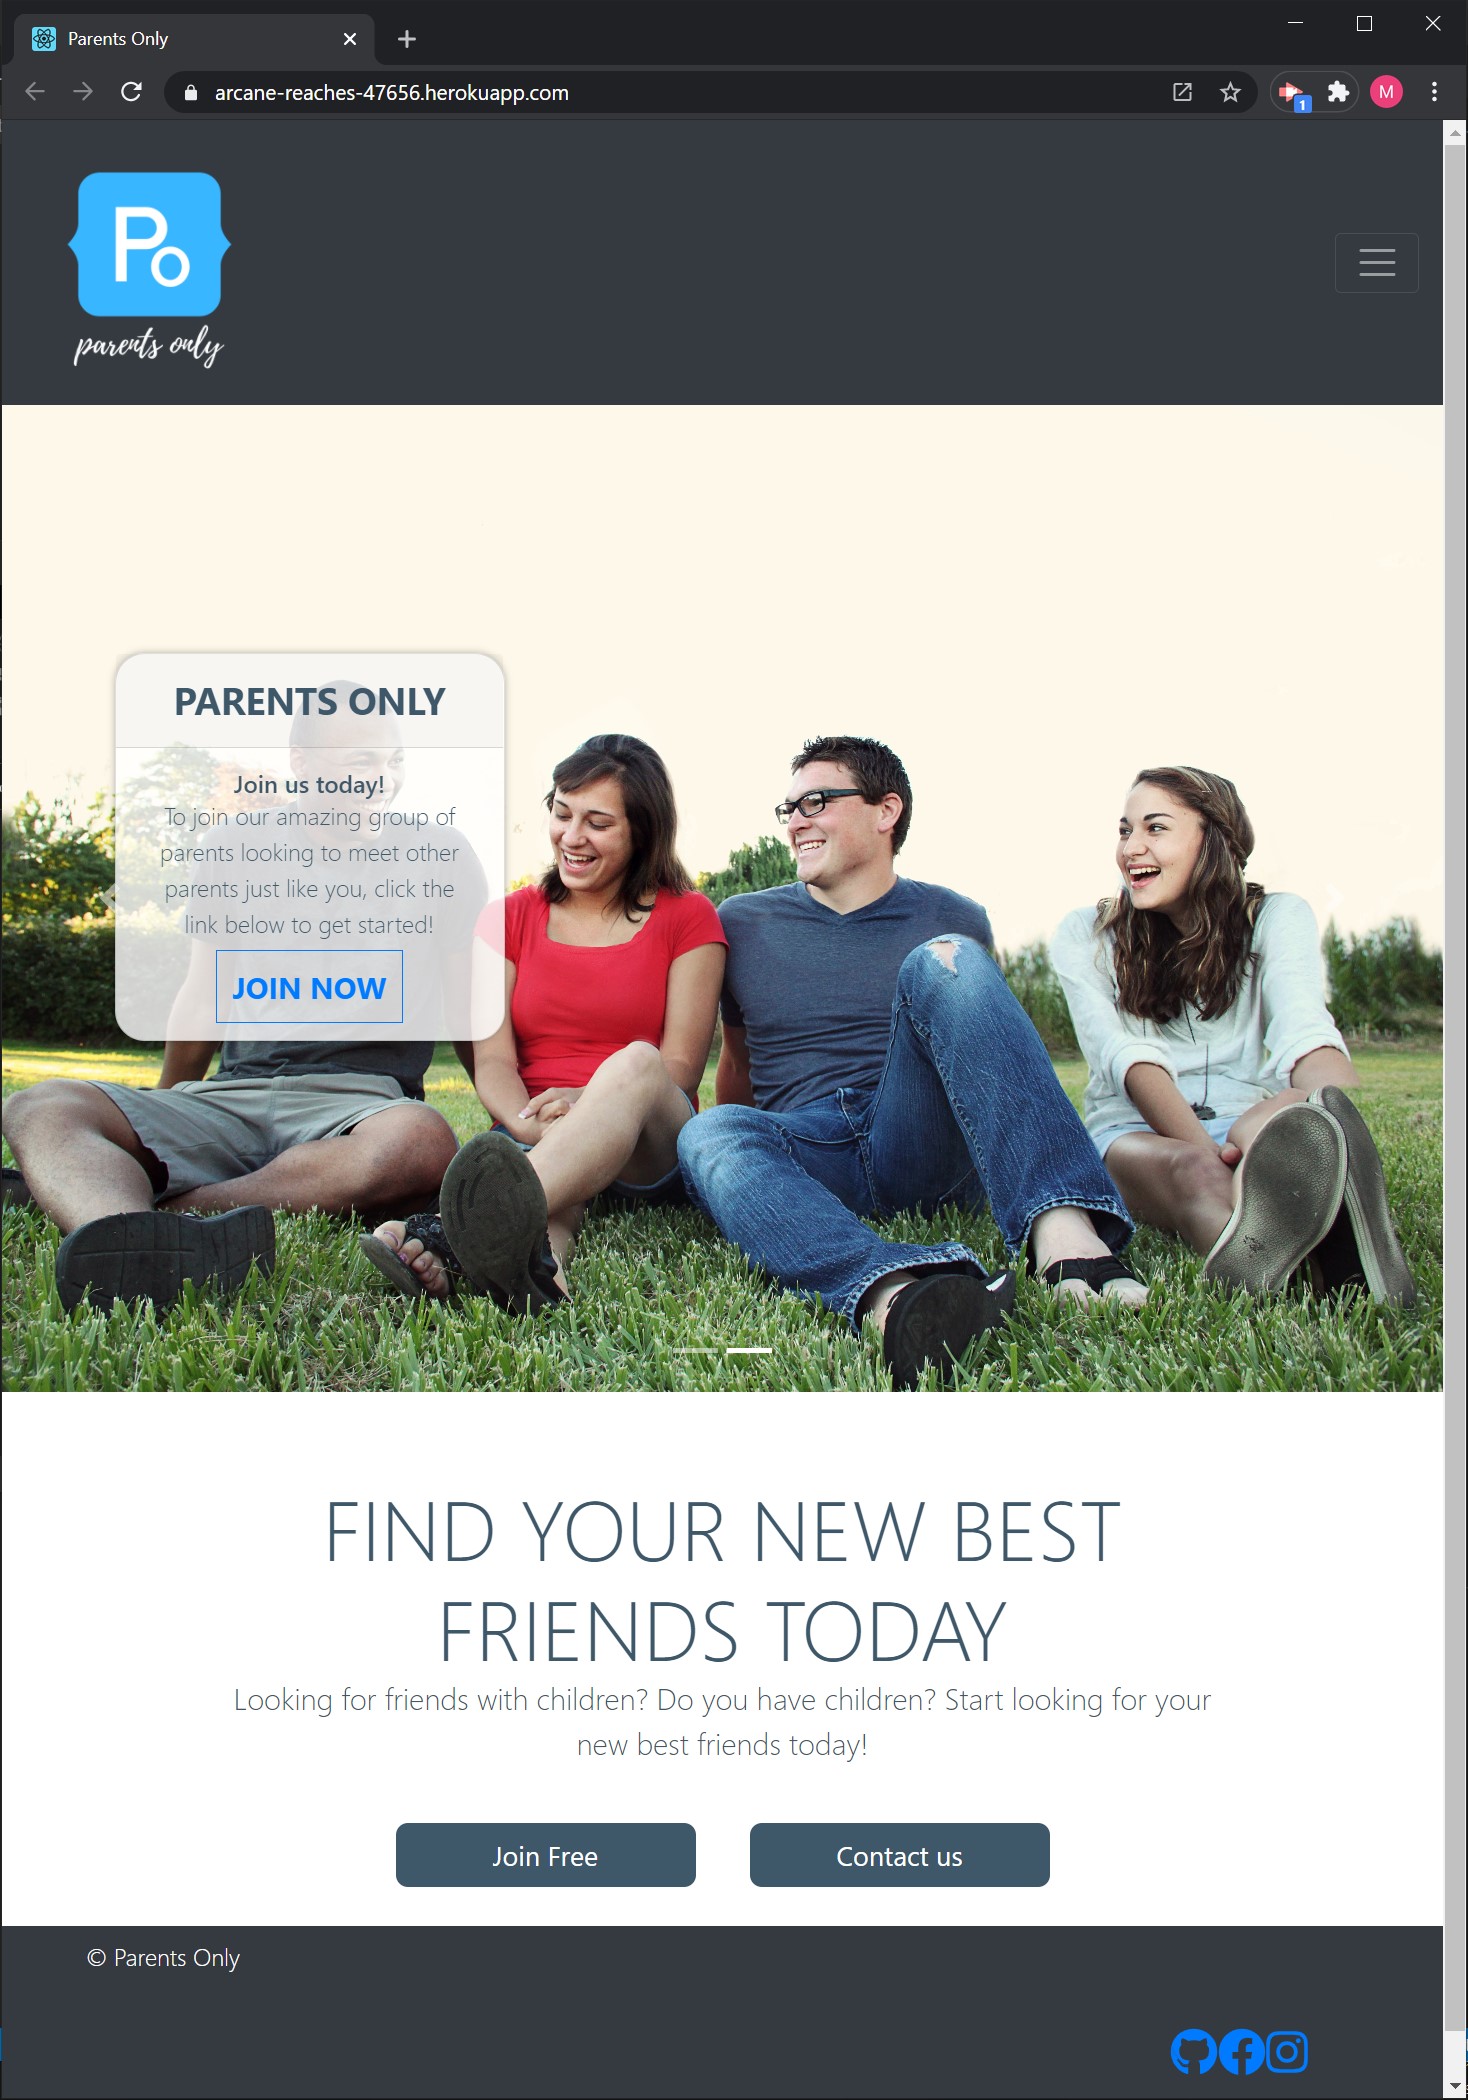 Parents Only
arcane-reaches-47656.herokuapp.com
1
M
Po
parents only
PARENTS ONLY
Join us today!
To join our amazing group of
parents looking to meet other
parents just like you, click the
link below to get started!
JOIN NOW
FIND YOUR NEW BEST
FRIENDS TODAY
Looking for friends with children? Do you have children? Start looking for your
new best friends today!
Join Free
Contact us
© Parents Only